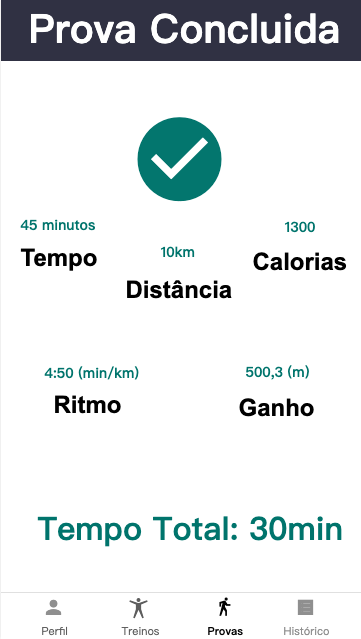 Prova Concluida
45 minutos
Tempo
10km
Distância
1300
Calorias
4:50 (min/km)
Ritmo
500,3 (m)
Ganho
Tempo Total: 30min
Perfil
Treinos
Provas
Histórico